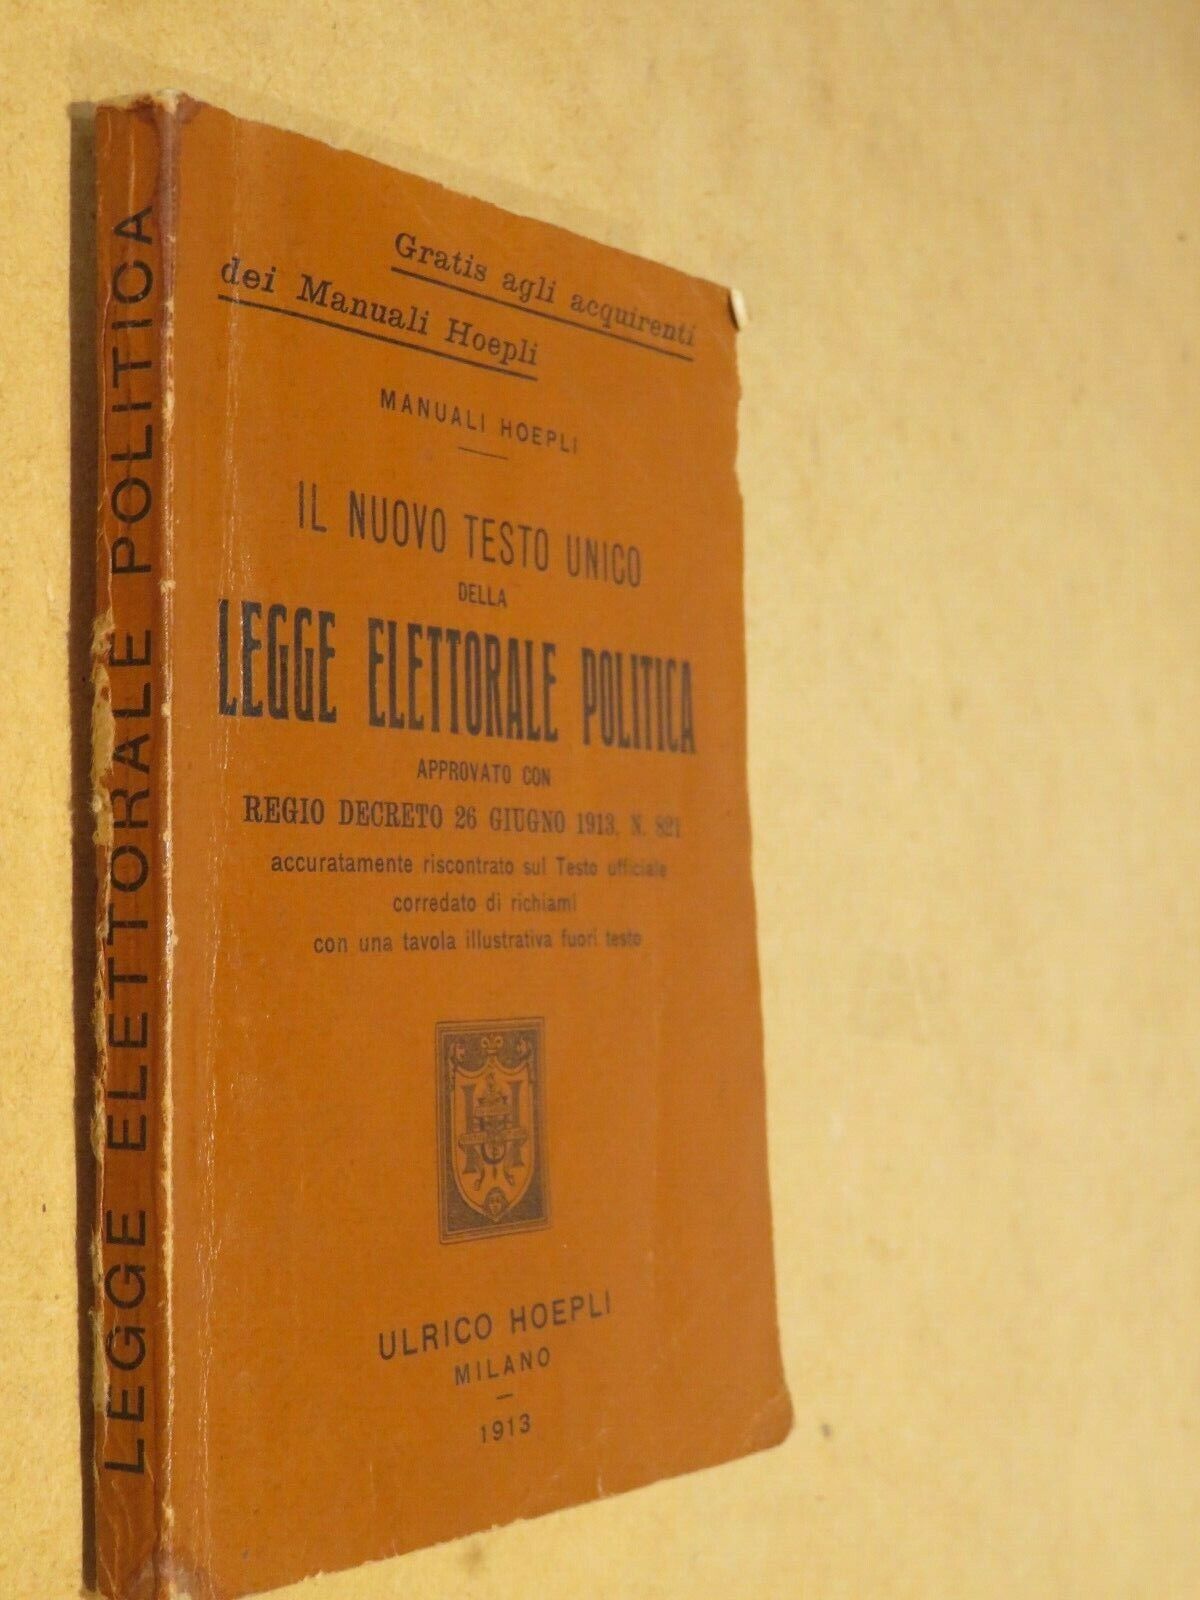 LEGGE ELETTORALE POLITICA
Gratis agli acquirenti
dei Manuali Hoepli
MANUALI HOEPLI
IL NUOVO TESTO UNICO
DELLA
LEGGE ELETTORALE POLITICA
APPROVATO CON
REGIO DECRETO 26 GIUGNO 1913, N. 821
accuratamente riscontrato sul Testo ufficiale
corredato di richiami
con una tavola illustrativa fuori testo
ULRICO HOEPLI
MILANO
1913